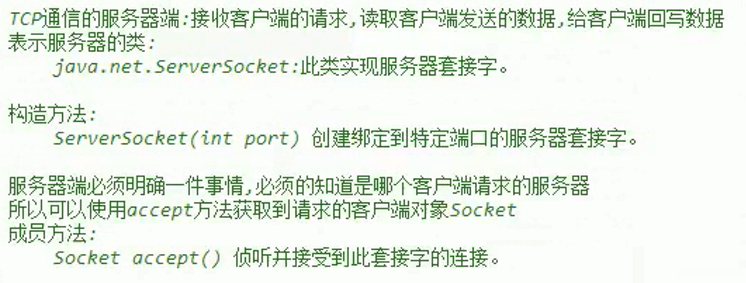 TCP通信的服务器端:接收客户端的请求,读取客户端发送的数据,给客户端回写数据
表示服务器的类:
java.net.ServerSocket:此类实现服务器套接字。
构造方法:
ServerSocket(int port) 创建绑定到特定端口的服务器套接字。
服务器端必须明确一件事情,必须的知道是哪个客户端请求的服务器
所以可以使用accept方法获取到请求的客户端对象Socket
成员方法:
Socket accept() 侦听并接受到此套接字的连接。